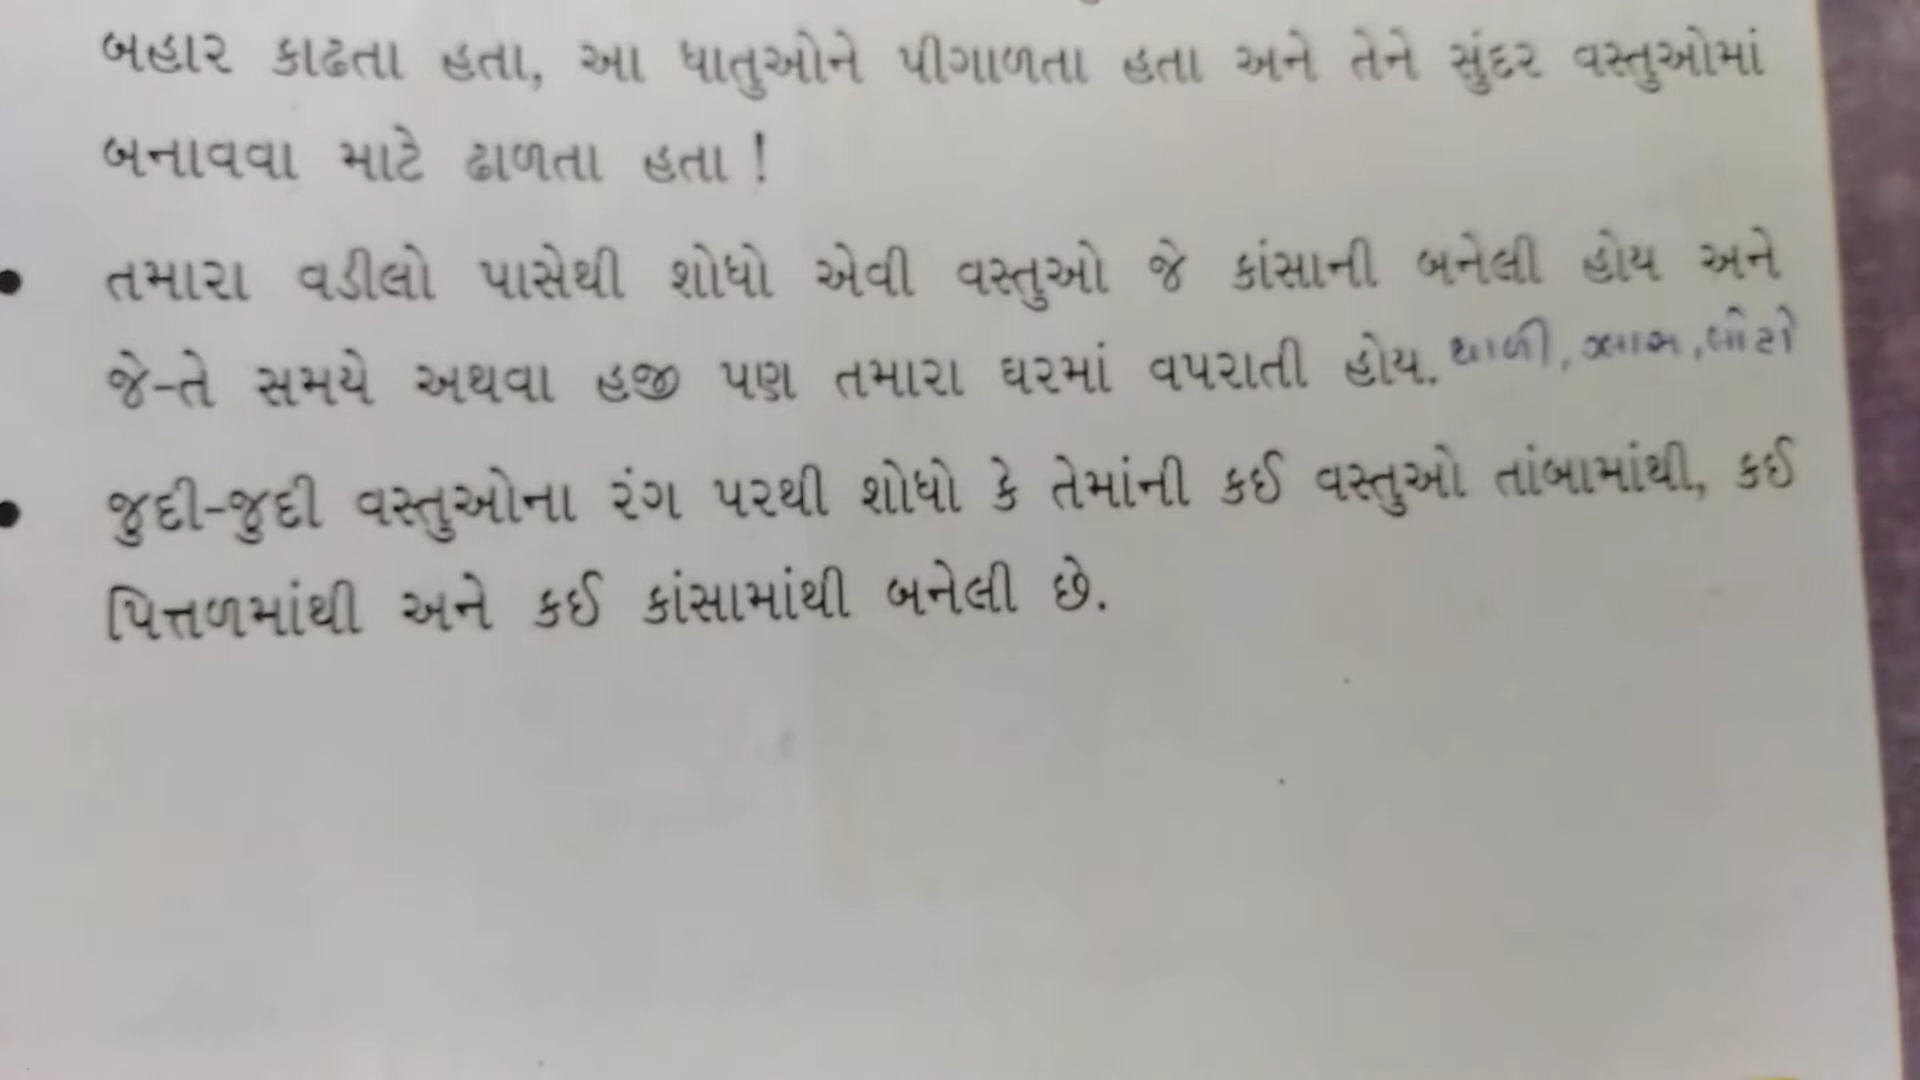 બહાર કાઢતા હતા, આ ધાતુઓને પીગાળતા હતા અને તેને સુંદર વસ્તુઓમાં
બનાવવા માટે ઢાળતા હતા !
• તમારા વડીલો પાસેથી શોધો એવી વસ્તુઓ જે કાંસાની બનેલી હોય અને
જે-તે સમયે અથવા હજી પણ તમારા ઘરમાં વપરાતી હોય. થાળી, ગ્લાસ, લોટો
• જુદી-જુદી વસ્તુઓના રંગ પરથી શોધો કે તેમાંની કઈ વસ્તુઓ તાંબામાંથી, કઈ
પિત્તળમાંથી અને કઈ કાંસામાંથી બનેલી છે.